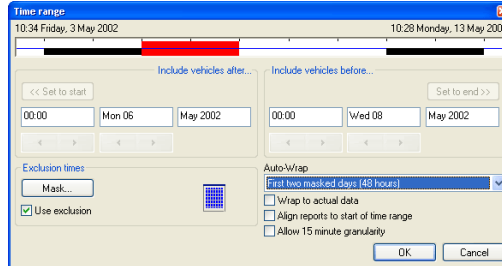 Time range
10:34 Friday, 3 May 2002 10:28 Monday, 13 May 200
Include vehicles after... Include vehicles before...
<< Set to start Set to end >>
00:00 Mon 06 May 2002 00:00 Wed 08 May 2002
Exclusion times Auto-Wrap
Mask... First two masked days (48 hours)
Use exclusion Wrap to actual data
Align reports to start of time range
Allow 15 minute granularity
OK Cancel